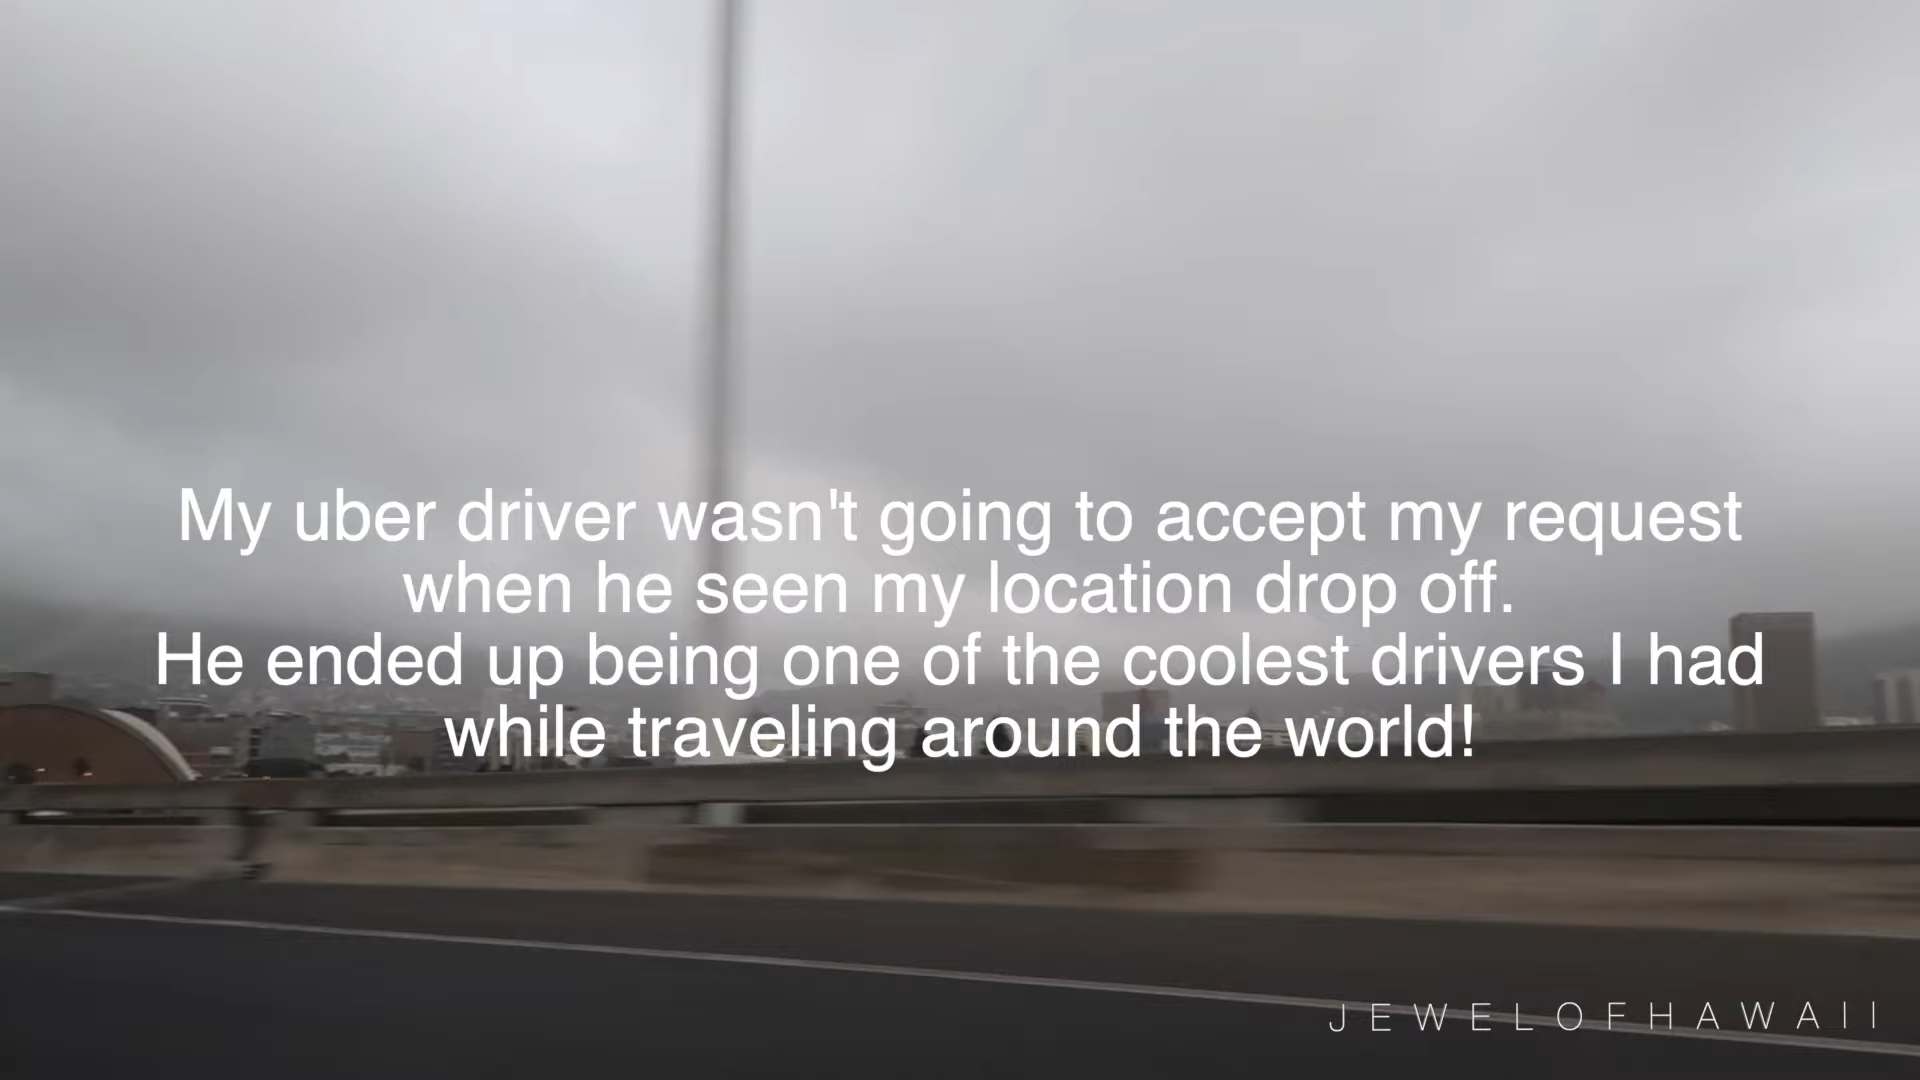 My uber driver wasn't going to accept my request
when he seen my location drop off.
He ended up being one of the coolest drivers I had
while traveling around the world!
JEWELOFHAWAII